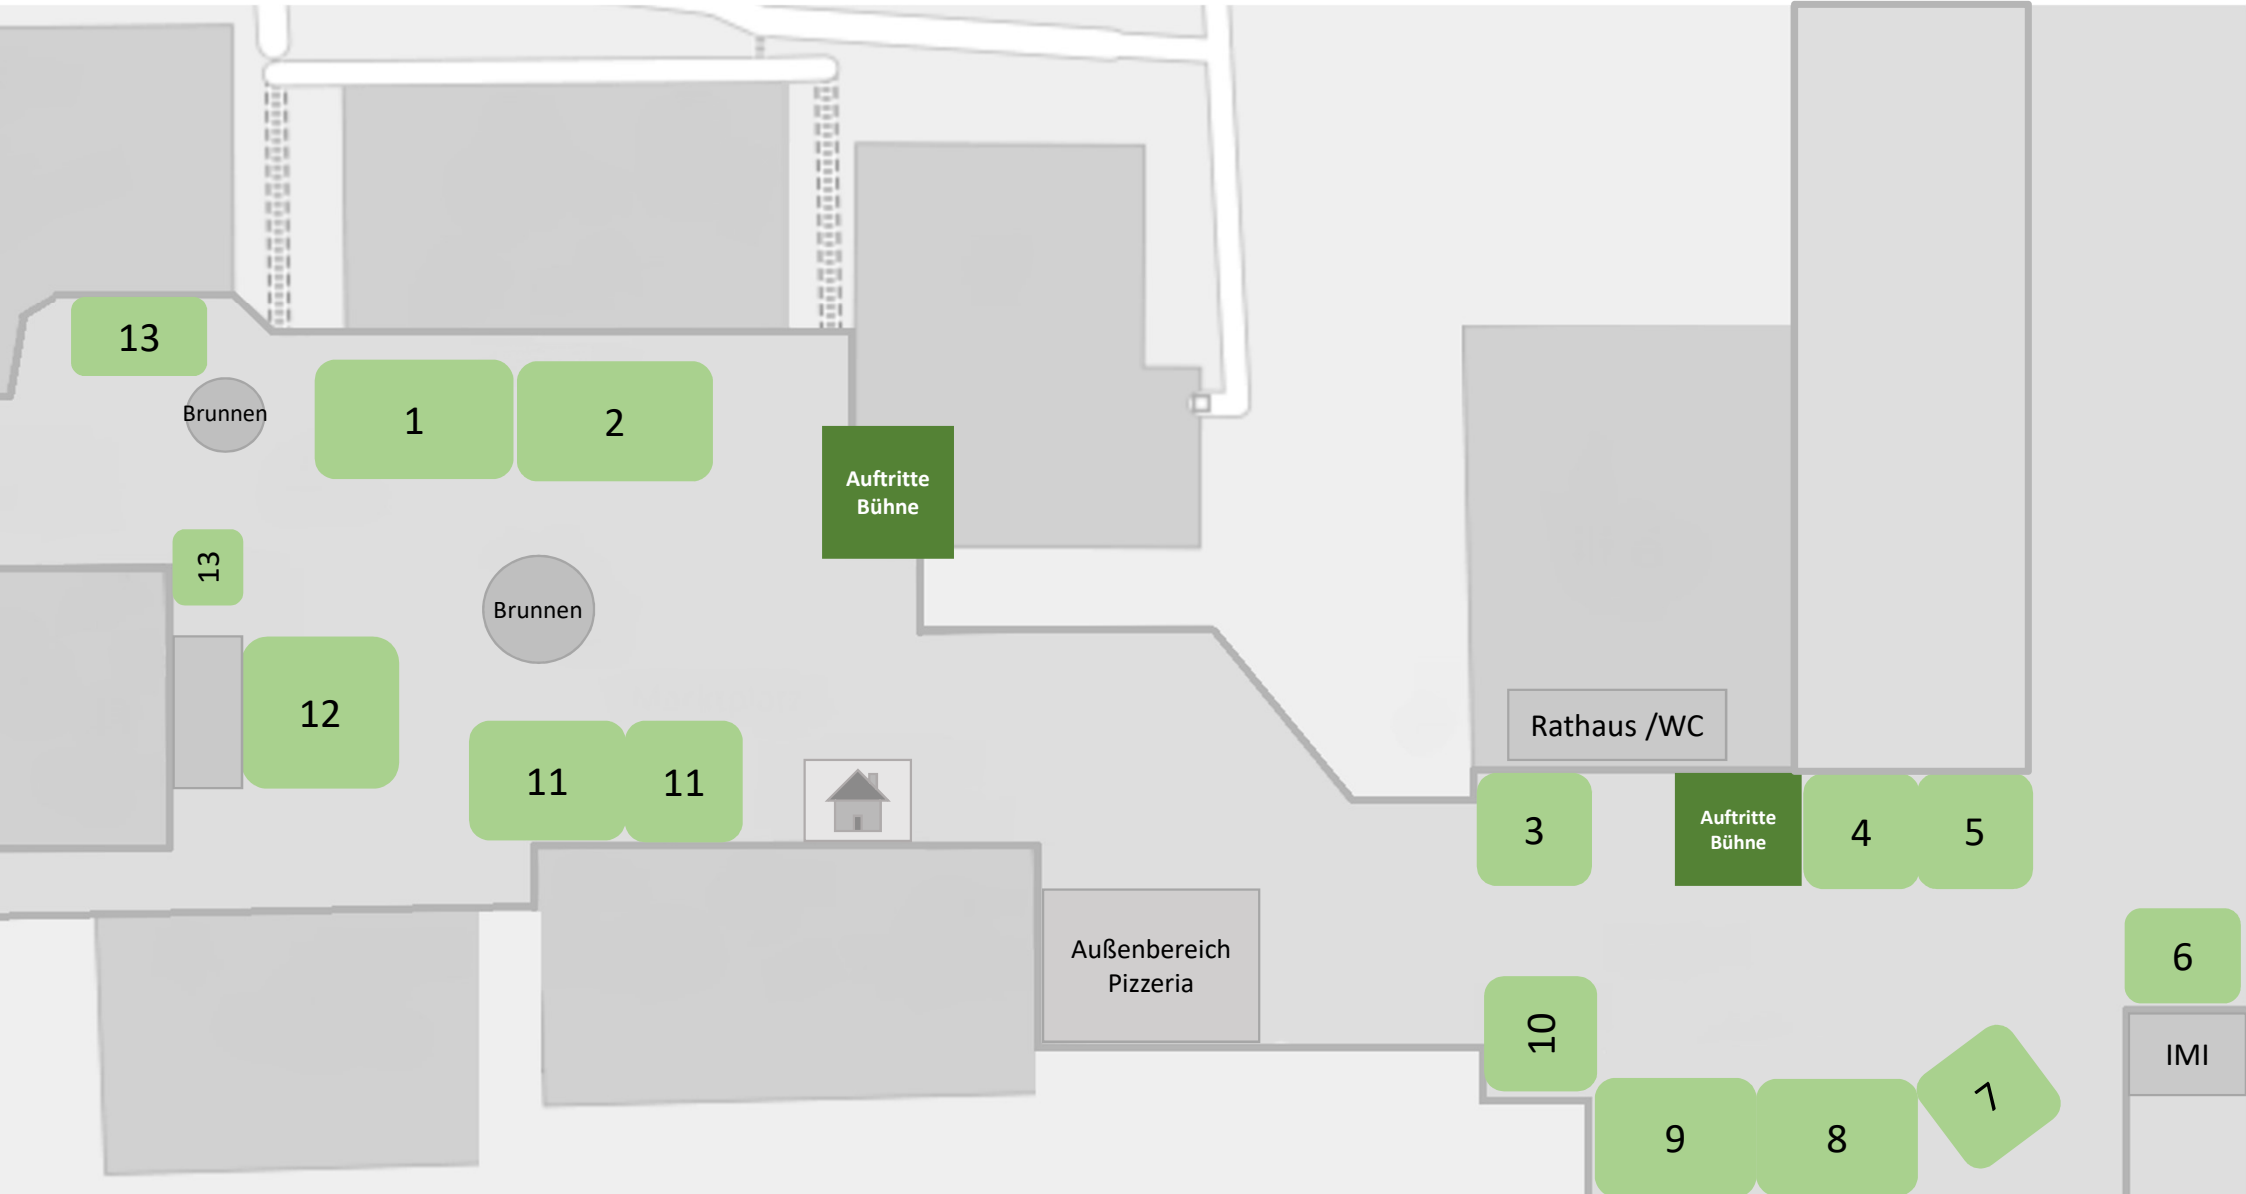 13
Brunnen
1
2
Auftritte
Bühne
13
Brunnen
12
11
11
Rathaus /WC
3
Auftritte
Bühne
4
5
Außenbereich
Pizzeria
6
10
IMI
7
9
8